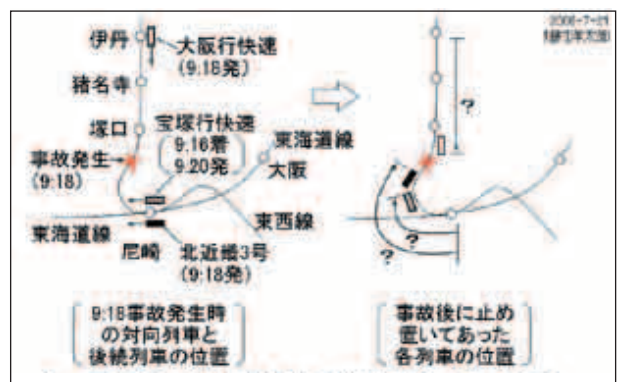 伊丹
大阪行快速
(9:18発)
猪名寺
塚口
宝塚行快速
9.16着
9.20発
事故発生
(9:18)
東海道線
大阪
東西線
東海道線
尼崎
北近畿3号
(9:18発)
9:18事故発生時
の対向列車と
後続列車の位置
?
?
?
事故後に止め
置いてあった
各列車の位置